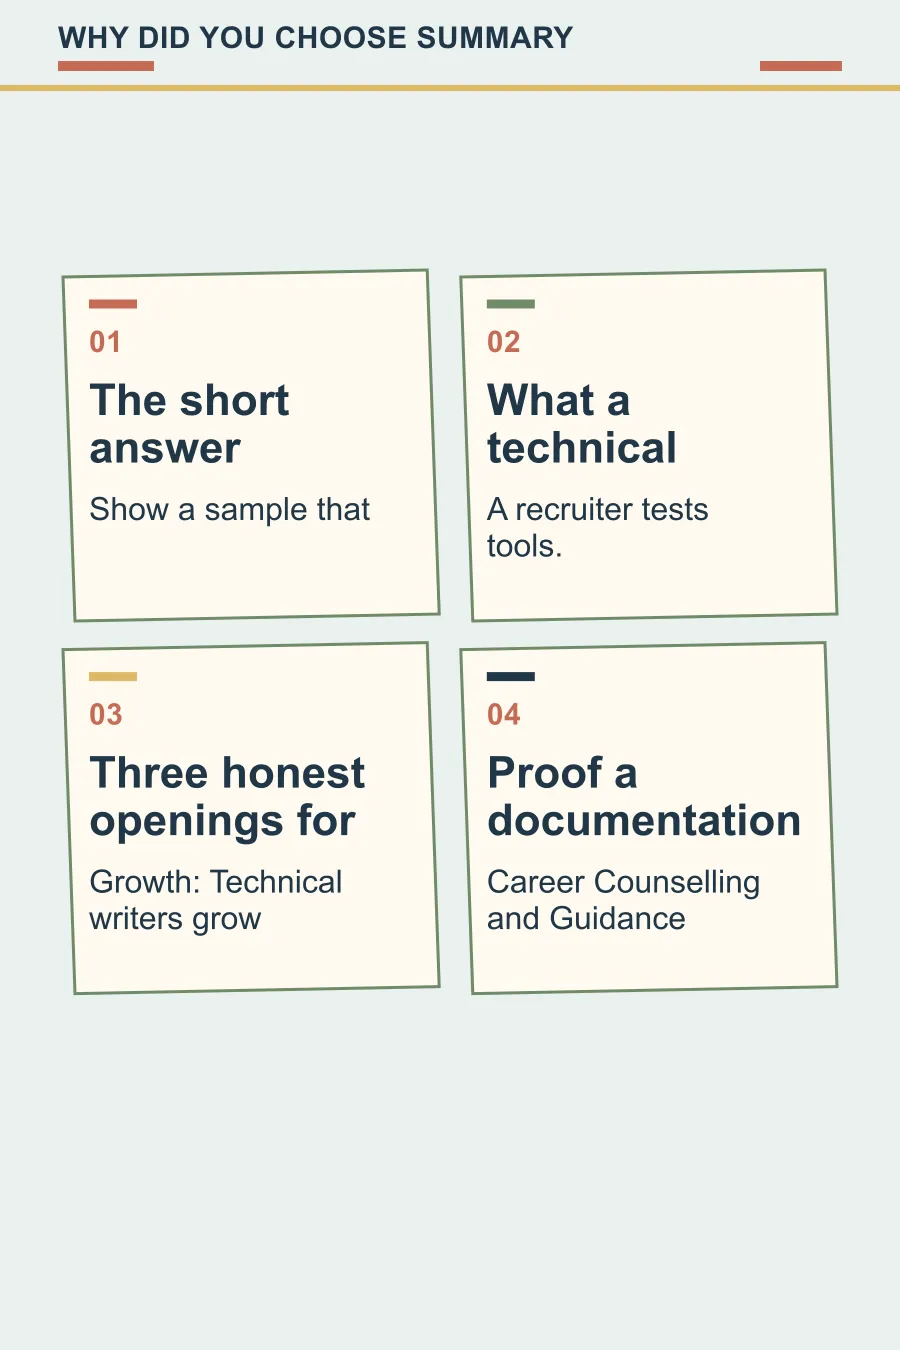 WHY DID YOU CHOOSE SUMMARY
01
The short
answer
Show a sample that
02
What a
technical
A recruiter tests
tools.
03
Three honest
openings for
Growth: Technical
writers grow
04
Proof a
documentation
Career Counselling
and Guidance